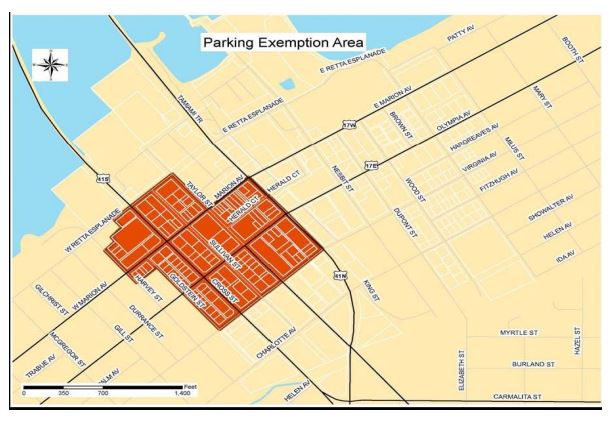 Parking Exemption Area
PATTY AV
BOOTH ST
E RETTA ESPLANADE
TAMIAMI TR
E MARION AV
MARY ST
E RETTA ESPLANADE
17W
BROWN ST
OLYMPIA AV
HARGREAVES AV
MILUS ST
VIRGINIA AV
17E
FITZHUGH AV
NESBIT ST
HERALD CT
WOOD ST
41S
TAYLOR ST
MARION AV
HERALD CT
SHOWALTER AV
DUPONT ST
HELEN AV
W RETTA ESPLANADE
SULLIVAN ST
IDA AV
41N
KING ST
GILCHRIST ST
W MARION AV
HARVEY ST
GOLDSTEIN ST
CROSS ST
DURRANCE ST
GILL ST
CHARLOTTE AV
MCGREGOR ST
TRABUE AV
MYRTLE ST
HAZEL ST
ELIZABETH ST
BURLAND ST
ALM AV
HELEN AV
CARMALITA ST
Feet
0 350 700 1,400